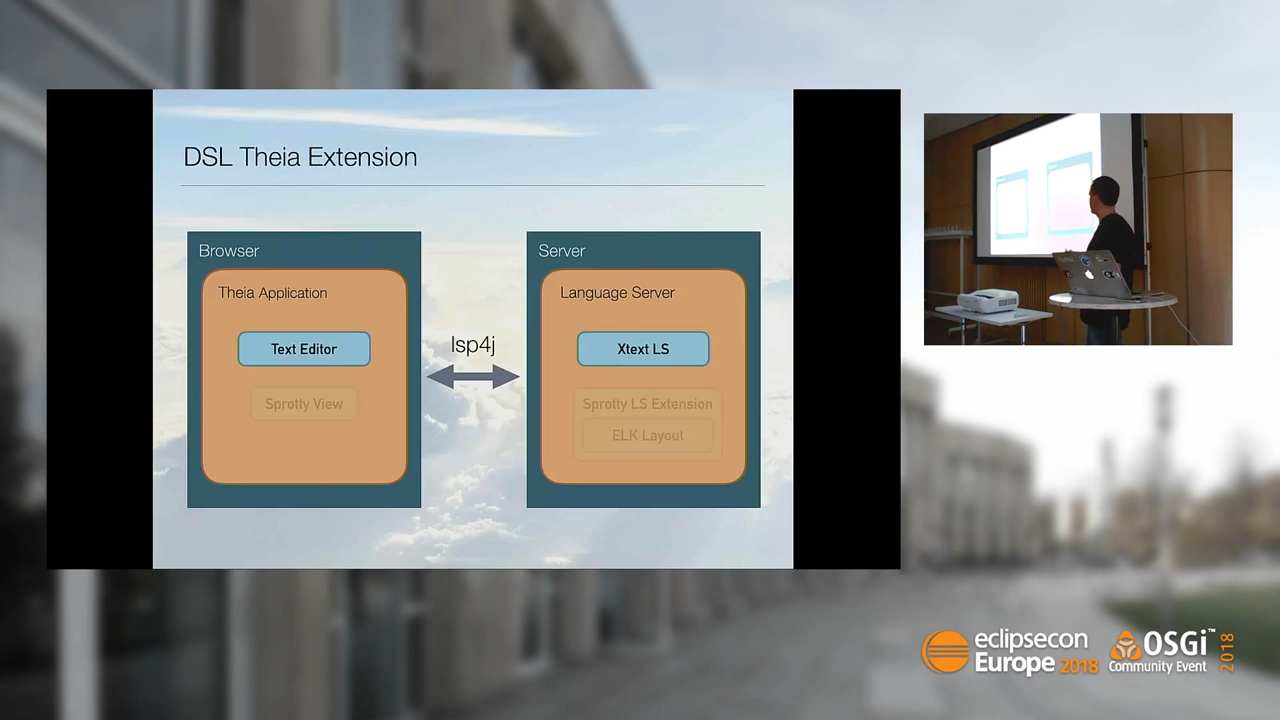 DSL Theia Extension
Browser
Theia Application
Text Editor
Sprotty View
lsp4j
Server
Language Server
Xtext LS
Sprotty LS Extension
ELK Layout
eclipsecon
Europe 2018
OSGi™
Community Event
2018